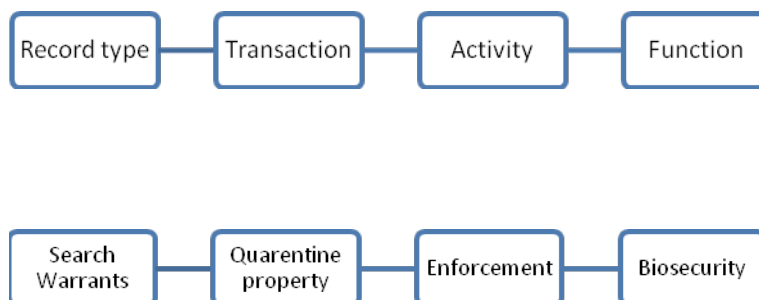 Record type Transaction Activity Function
Search Quarentine
Warrants property Enforcement Biosecurity